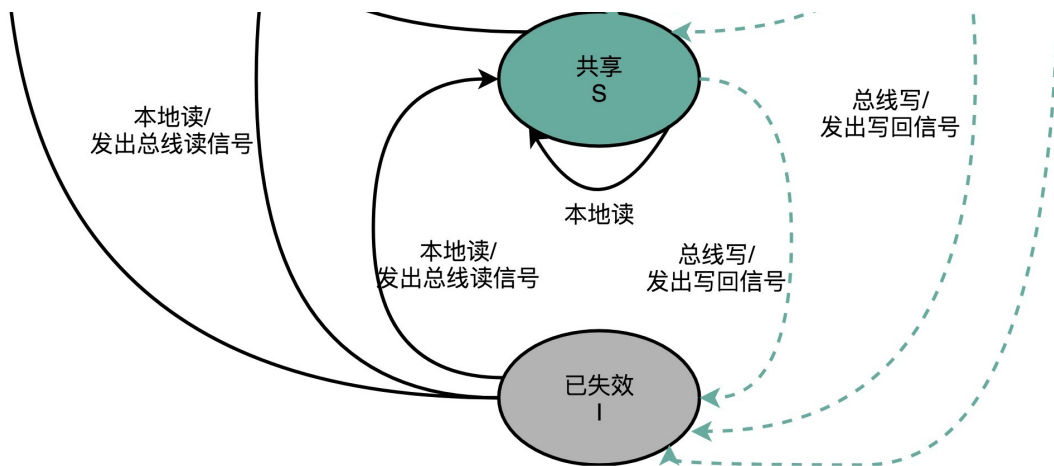 共享
S
本地读/
发出总线读信号
总线写/
发出写回信号
本地读
本地读/
发出总线读信号
总线写/
发出写回信号
已失效
I